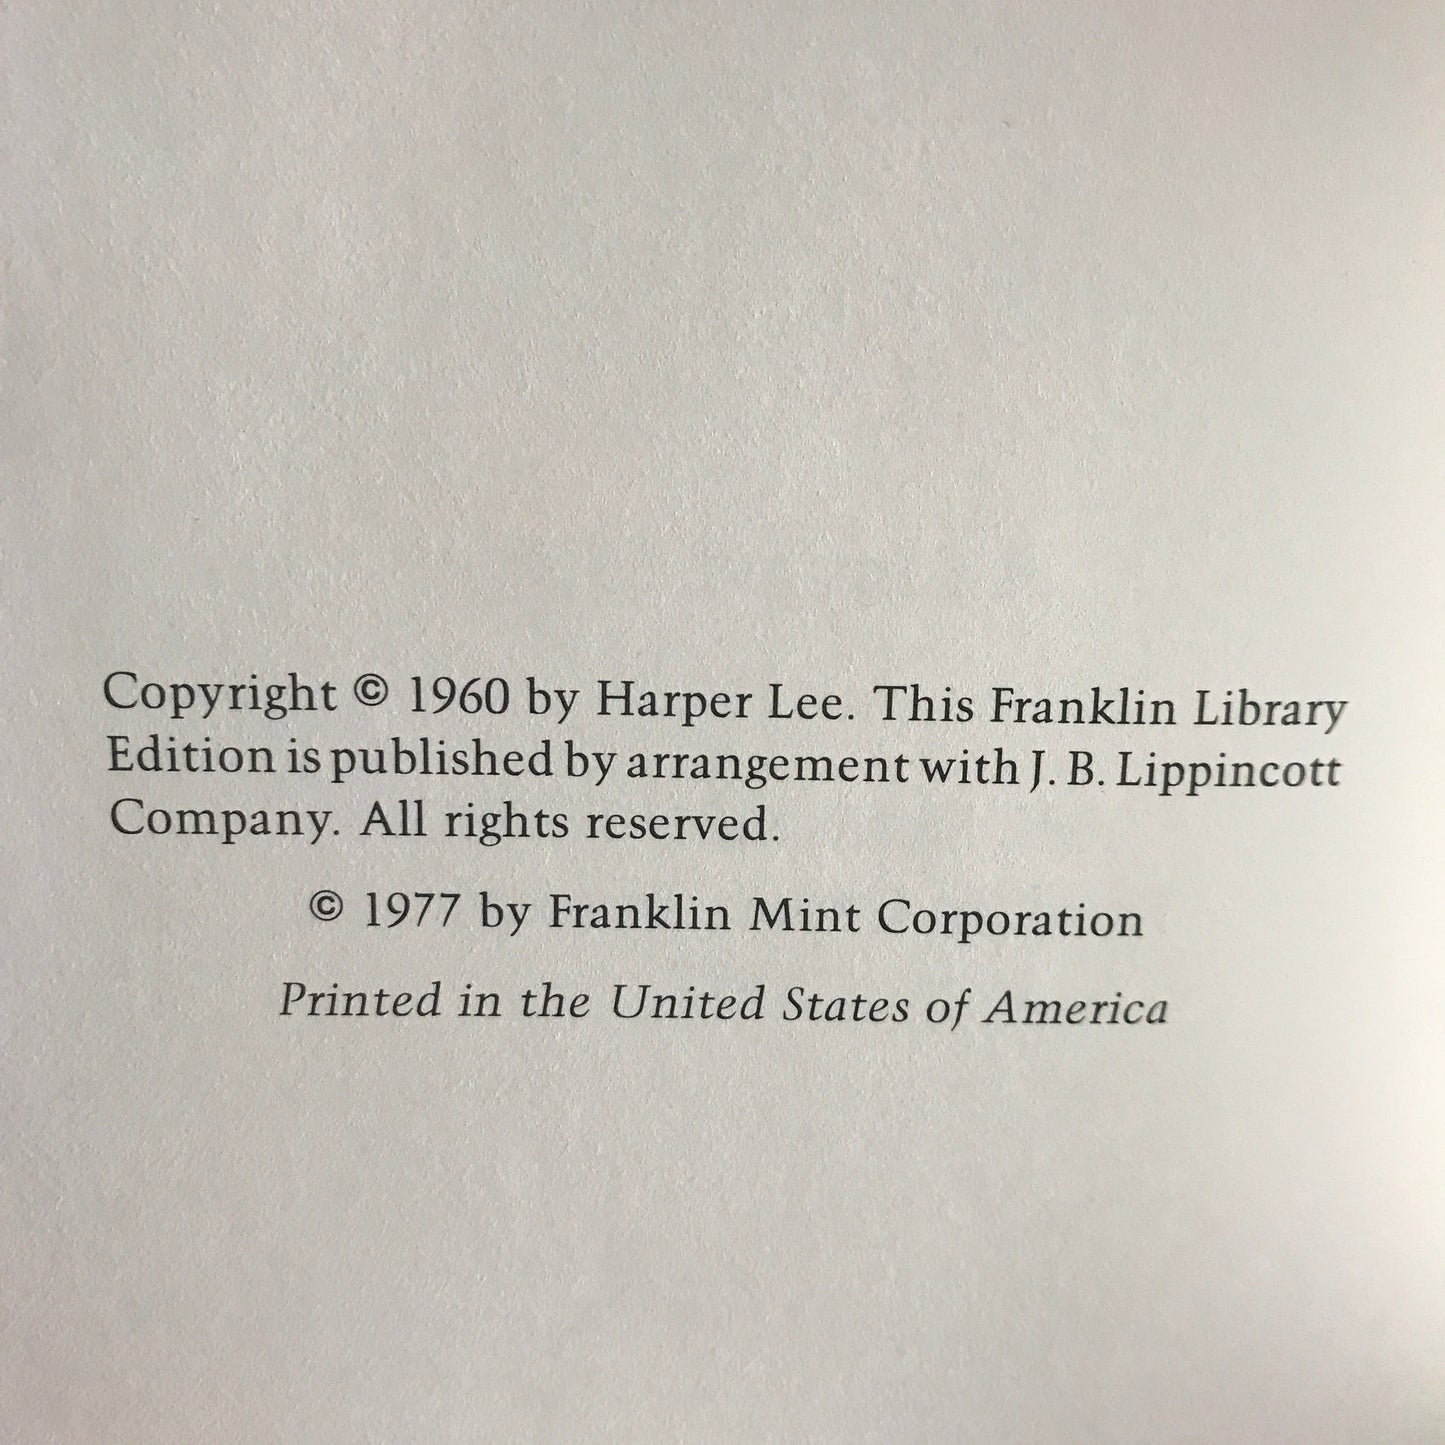 Copyright © 1960 by Harper Lee. This Franklin Library
Edition is published by arrangement with J. B. Lippincott
Company. All rights reserved.
© 1977 by Franklin Mint Corporation
Printed in the United States of America